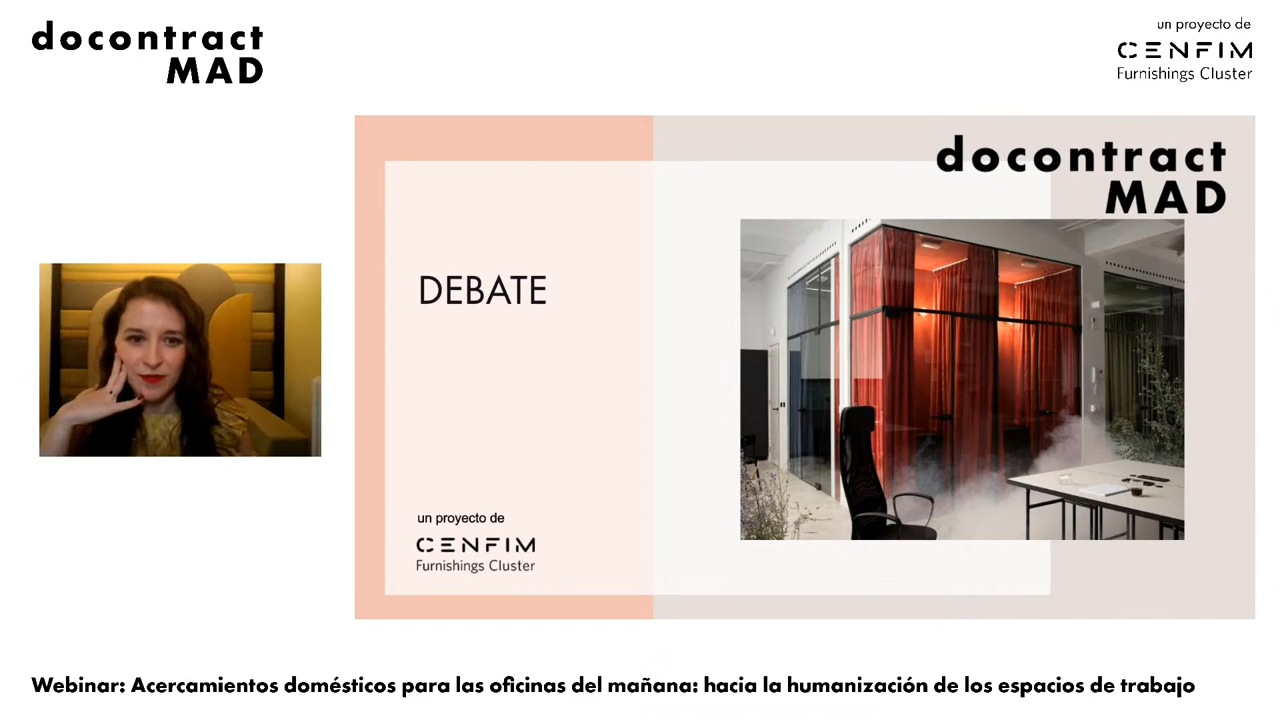 docontract
MAD
un proyecto de
CENFIM
Furnishings Cluster
docontract
MAD
DEBATE
un proyecto de
CENFIM
Furnishings Cluster
Webinar: Acercamientos domésticos para las oficinas del mañana: hacia la humanización de los espacios de trabajo